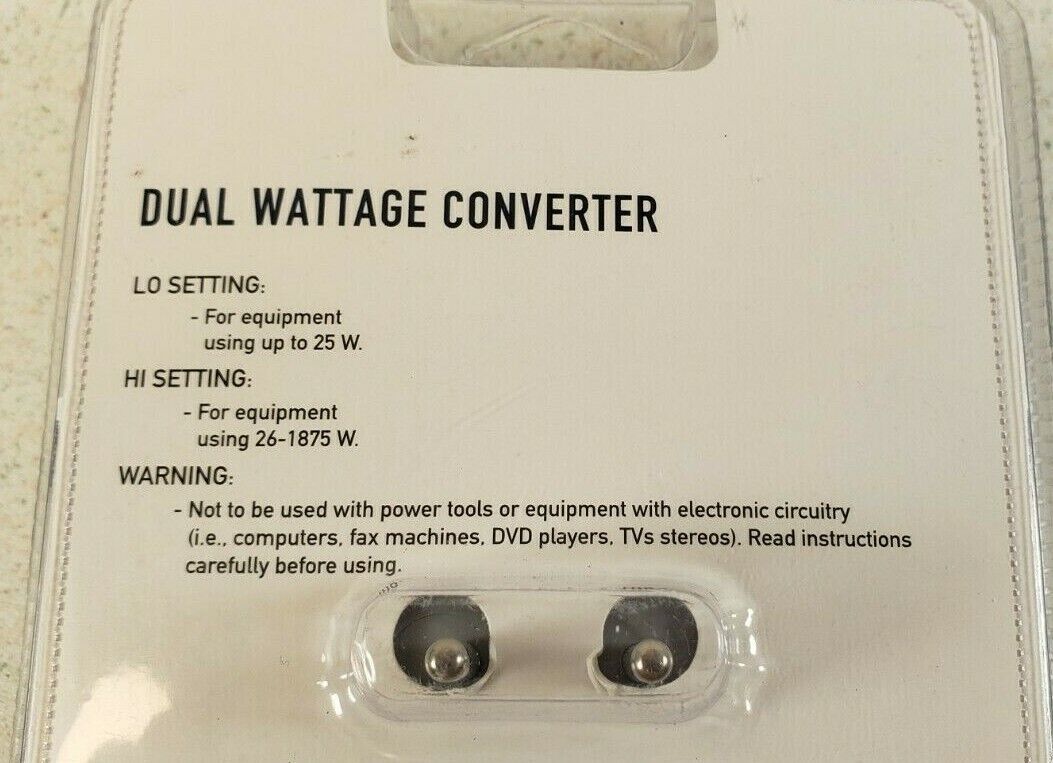 DUAL WATTAGE CONVERTER
LO SETTING:
- For equipment
using up to 25 W.
HI SETTING:
- For equipment
using 26-1875 W.
WARNING:
- Not to be used with power tools or equipment with electronic circuitry
(i.e., computers, fax machines, DVD players, TVs stereos). Read instructions
carefully before using.